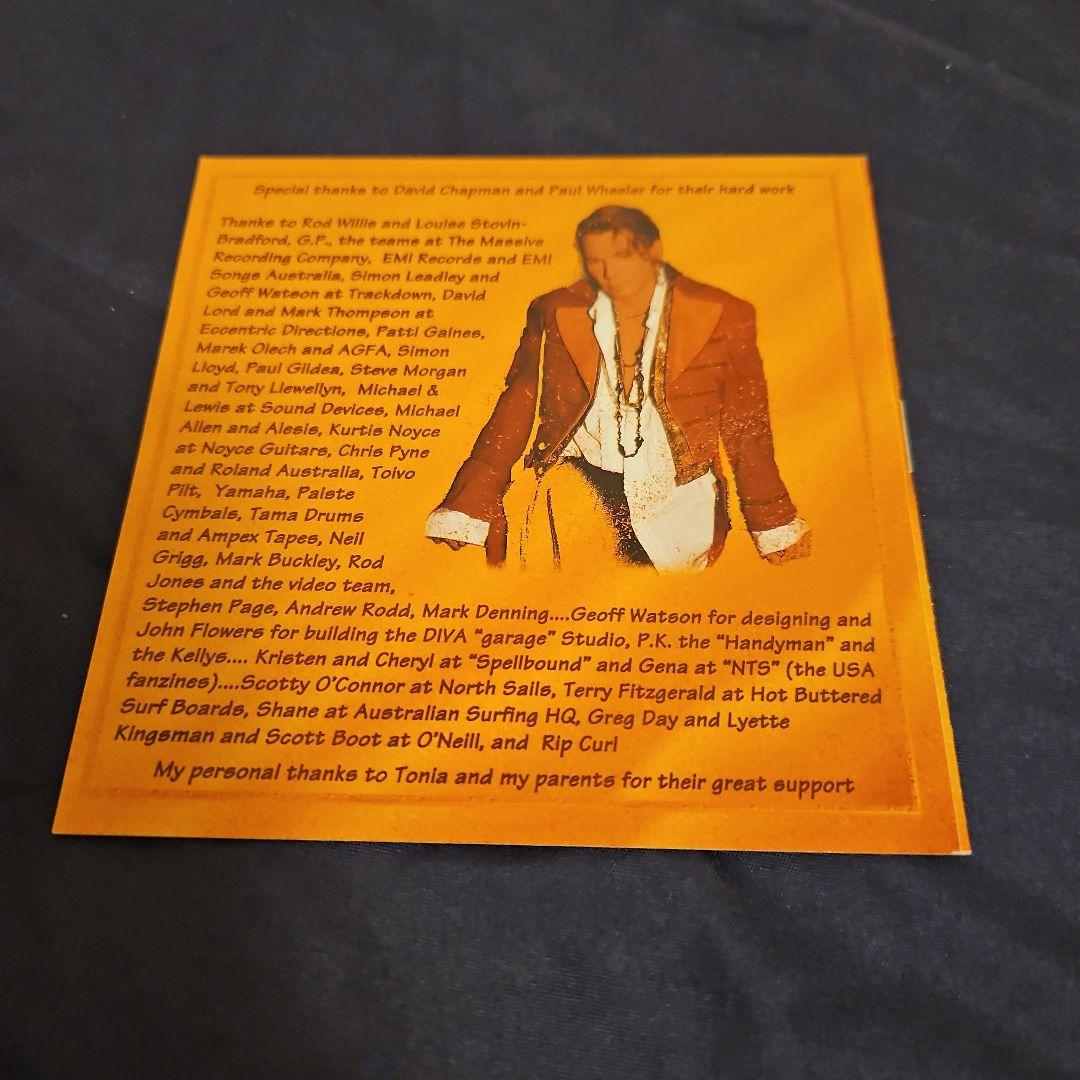 Special thanks to David Chapman and Paul Wheeler for their hard work
Thanks to Rod Willis and Louise Stovin-
Bradford, G.P., the teams at The Massive
Recording Company, EMI Records and EMI
Songs Australia, Simon Leadley and
Geoff Watson at Trackdown, David
Lord and Mark Thompson at
Eccentric Directions, Patti Gaines,
Marek Olech and AGFA, Simon
Lloyd, Paul Gildea, Steve Morgan
and Tony Llewellyn, Michael &
Lewis at Sound Devices, Michael
Allen and Alesis, Kurtis Noyce
at Noyce Guitars, Chris Pyne
and Roland Australia, Toivo
Pilt, Yamaha, Paiste
Cymbals, Tama Drums
and Ampex Tapes, Neil
Grigg, Mark Buckley, Rod
Jones and the video team,
Stephen Page, Andrew Rodd, Mark Denning....Geoff Watson for designing and
John Flowers for building the DIVA "garage" Studio, P.K. the "Handyman" and
the Kellys.... Kristen and Cheryl at "Spellbound" and Gena at "NTS" (the USA
fanzines)....Scotty O'Connor at North Sails, Terry Fitzgerald at Hot Buttered
Surf Boards, Shane at Australian Surfing HQ, Greg Day and Lyette
Kingsman and Scott Boot at O'Neill, and Rip Curl
My personal thanks to Tonia and my parents for their great support